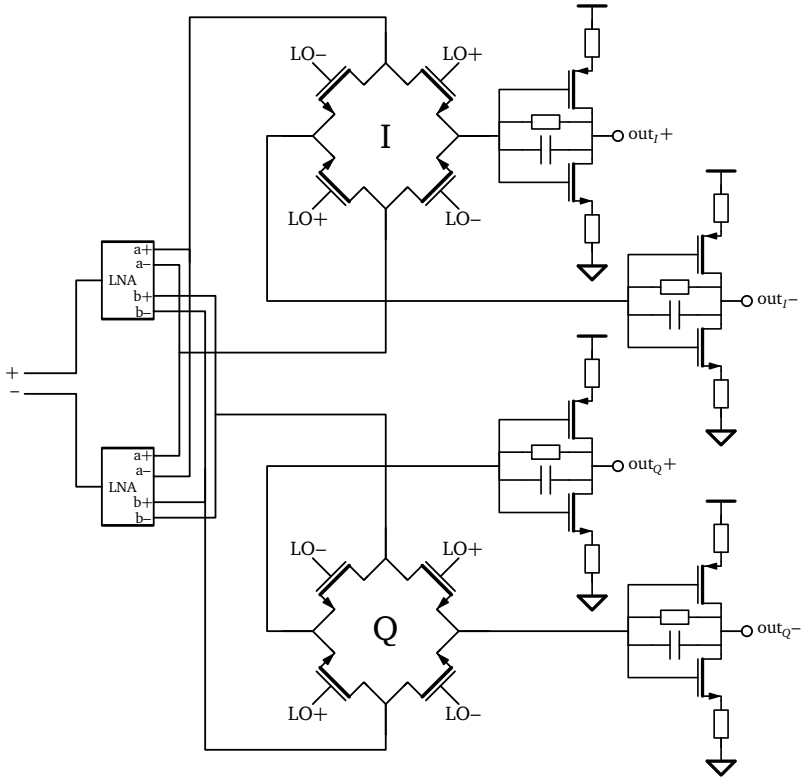 LO–
LO+
I
out_I+
LO+
LO–
a+
a–
LNA
b+
b–
out_I–
+
–
a+
a–
LNA
b+
b–
out_Q+
LO–
LO+
Q
out_Q–
LO+
LO–